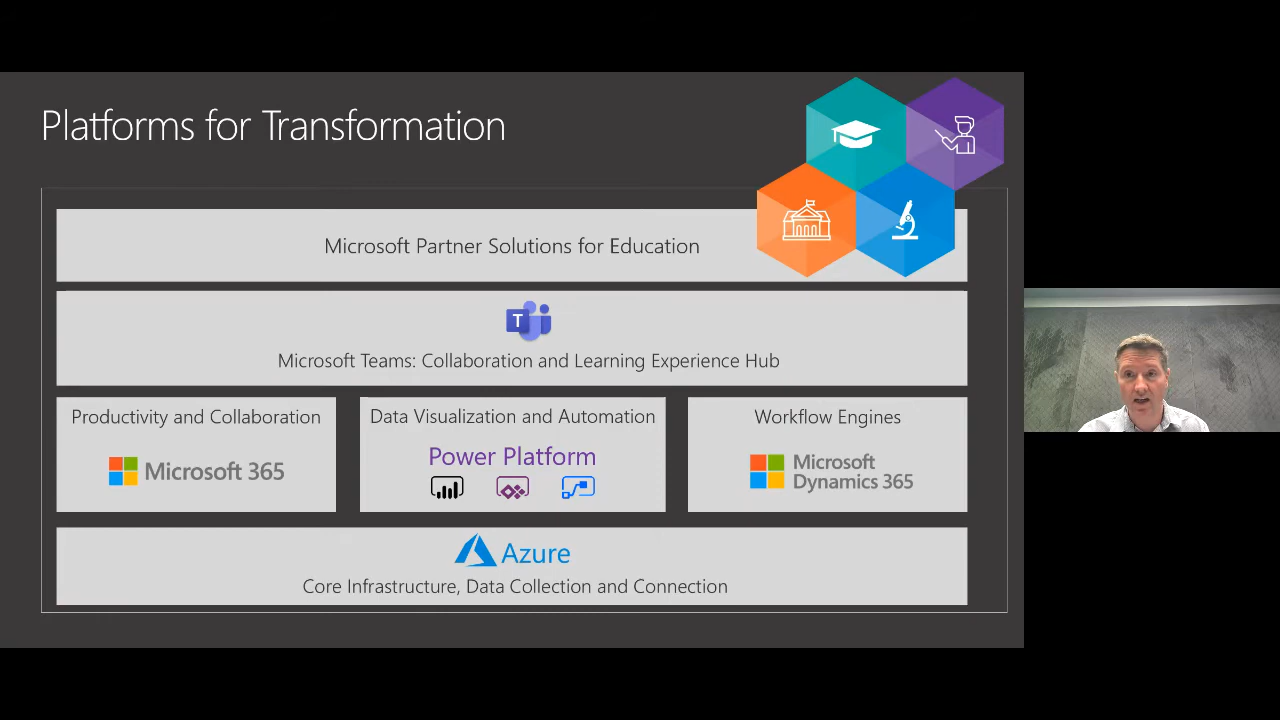 Platforms for Transformation
Microsoft Partner Solutions for Education
T
Microsoft Teams: Collaboration and Learning Experience Hub
Productivity and Collaboration
Microsoft 365
Data Visualization and Automation
Power Platform
Workflow Engines
Microsoft
Dynamics 365
Azure
Core Infrastructure, Data Collection and Connection